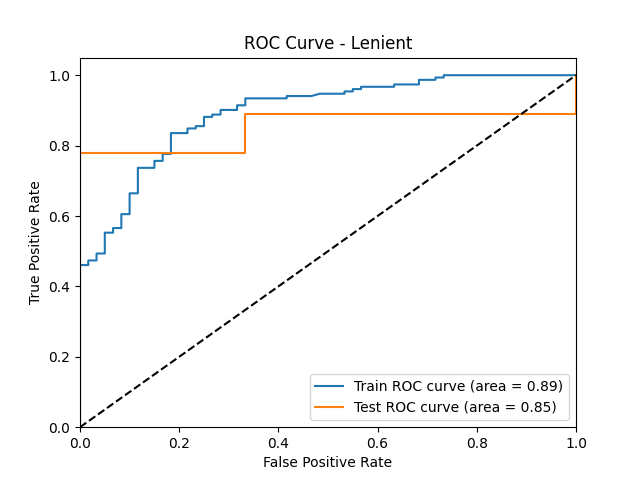 ROC Curve - Lenient
True Positive Rate
1.0
0.8
0.6
0.4
0.2
0.0
Train ROC curve (area = 0.89)
Test ROC curve (area = 0.85)
0.0 0.2 0.4 0.6 0.8 1.0
False Positive Rate